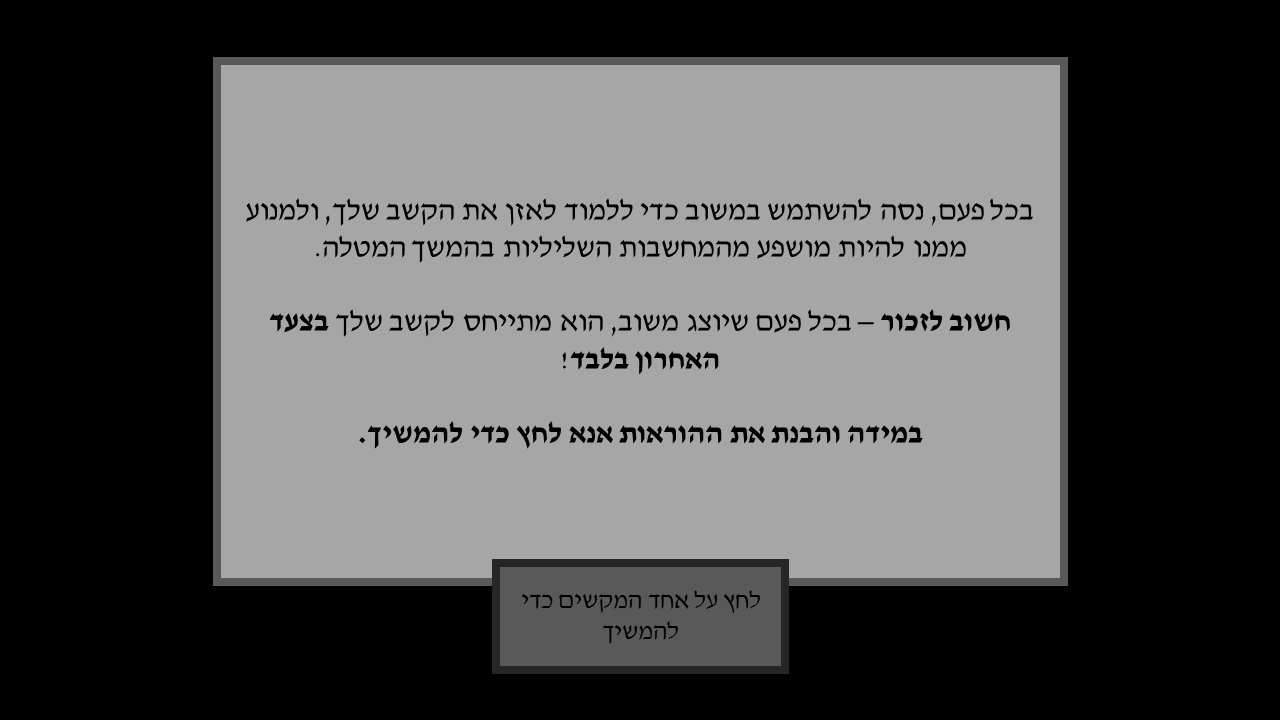 בכל פעם, נסה להשתמש במשוב כדי ללמוד לאזן את הקשב שלך, ולמנוע
ממנו להיות מושפע מהמחשבות השליליות בהמשך המטלה.
חשוב לזכור – בכל פעם שיוצג משוב, הוא מתייחס לקשב שלך בצעד
האחרון בלבד!
במידה והבנת את ההוראות אנא לחץ כדי להמשיך.
לחץ על אחד המקשים כדי
להמשיך